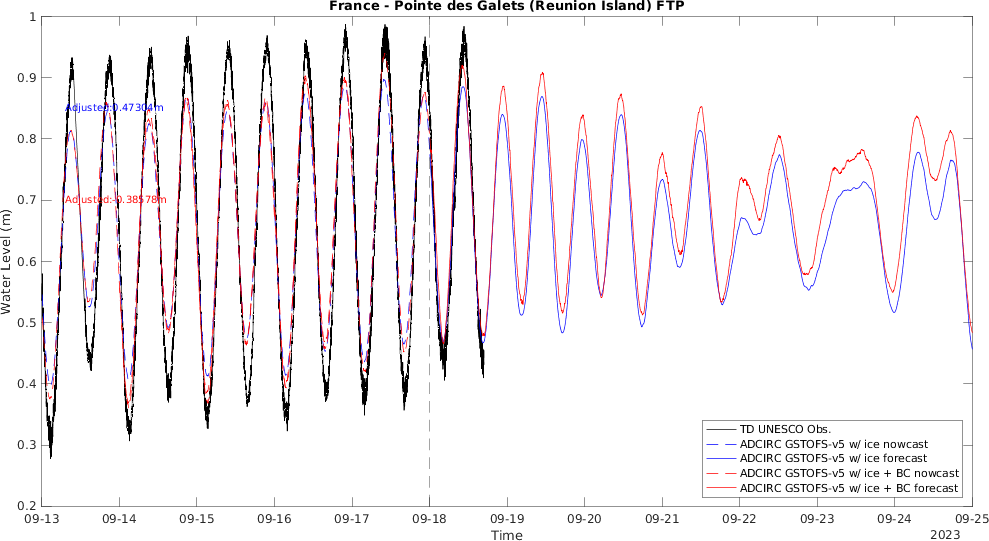 France - Pointe des Galets (Reunion Island) FTP
1
0.9
0.8
0.7
0.6
0.5
0.4
0.3
0.2
Water Level (m)
Adjusted:0.47304m
Adjusted:-0.38578m
TD UNESCO Obs.
ADCIRC GSTOFS-v5 w/ ice nowcast
ADCIRC GSTOFS-v5 w/ ice forecast
ADCIRC GSTOFS-v5 w/ ice + BC nowcast
ADCIRC GSTOFS-v5 w/ ice + BC forecast
09-13 09-14 09-15 09-16 09-17 09-18 09-19 09-20 09-21 09-22 09-23 09-24 09-25
Time
2023